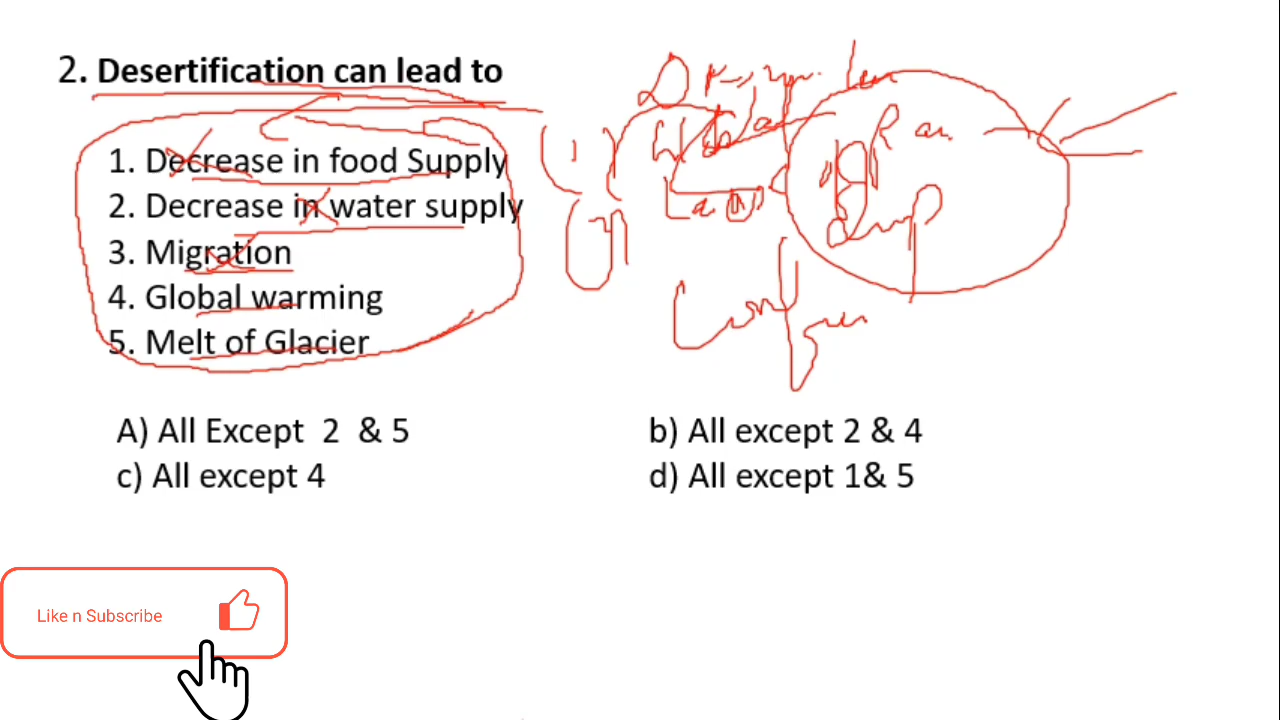 2. Desertification can lead to
1. Decrease in food Supply
2. Decrease in water supply
3. Migration
4. Global warming
5. Melt of Glacier
A) All Except 2 & 5
b) All except 2 & 4
c) All except 4
d) All except 1& 5
Like n Subscribe